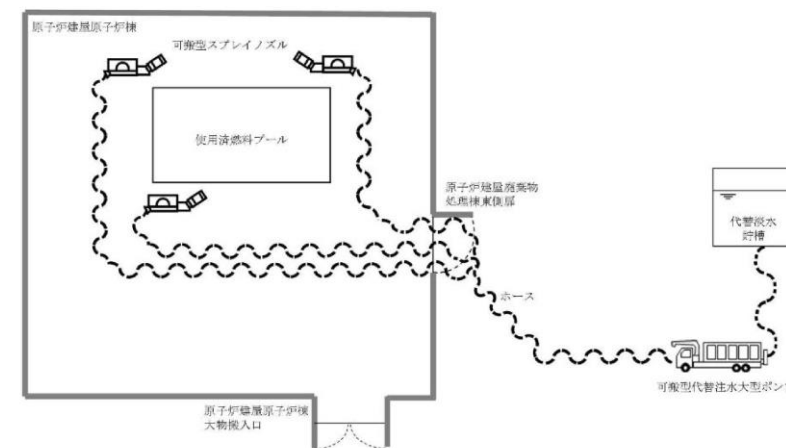 原子炉建屋原子炉棟
可搬型スプレイノズル
使用済燃料プール
原子炉建屋廃棄物
処理棟東側扉
代替淡水
貯槽
ホース
可搬型代替注水大型ポンプ
原子炉建屋原子炉棟
大物搬入口